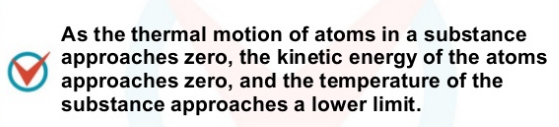 As the thermal motion of atoms in a substance
approaches zero, the kinetic energy of the atoms
approaches zero, and the temperature of the
substance approaches a lower limit.